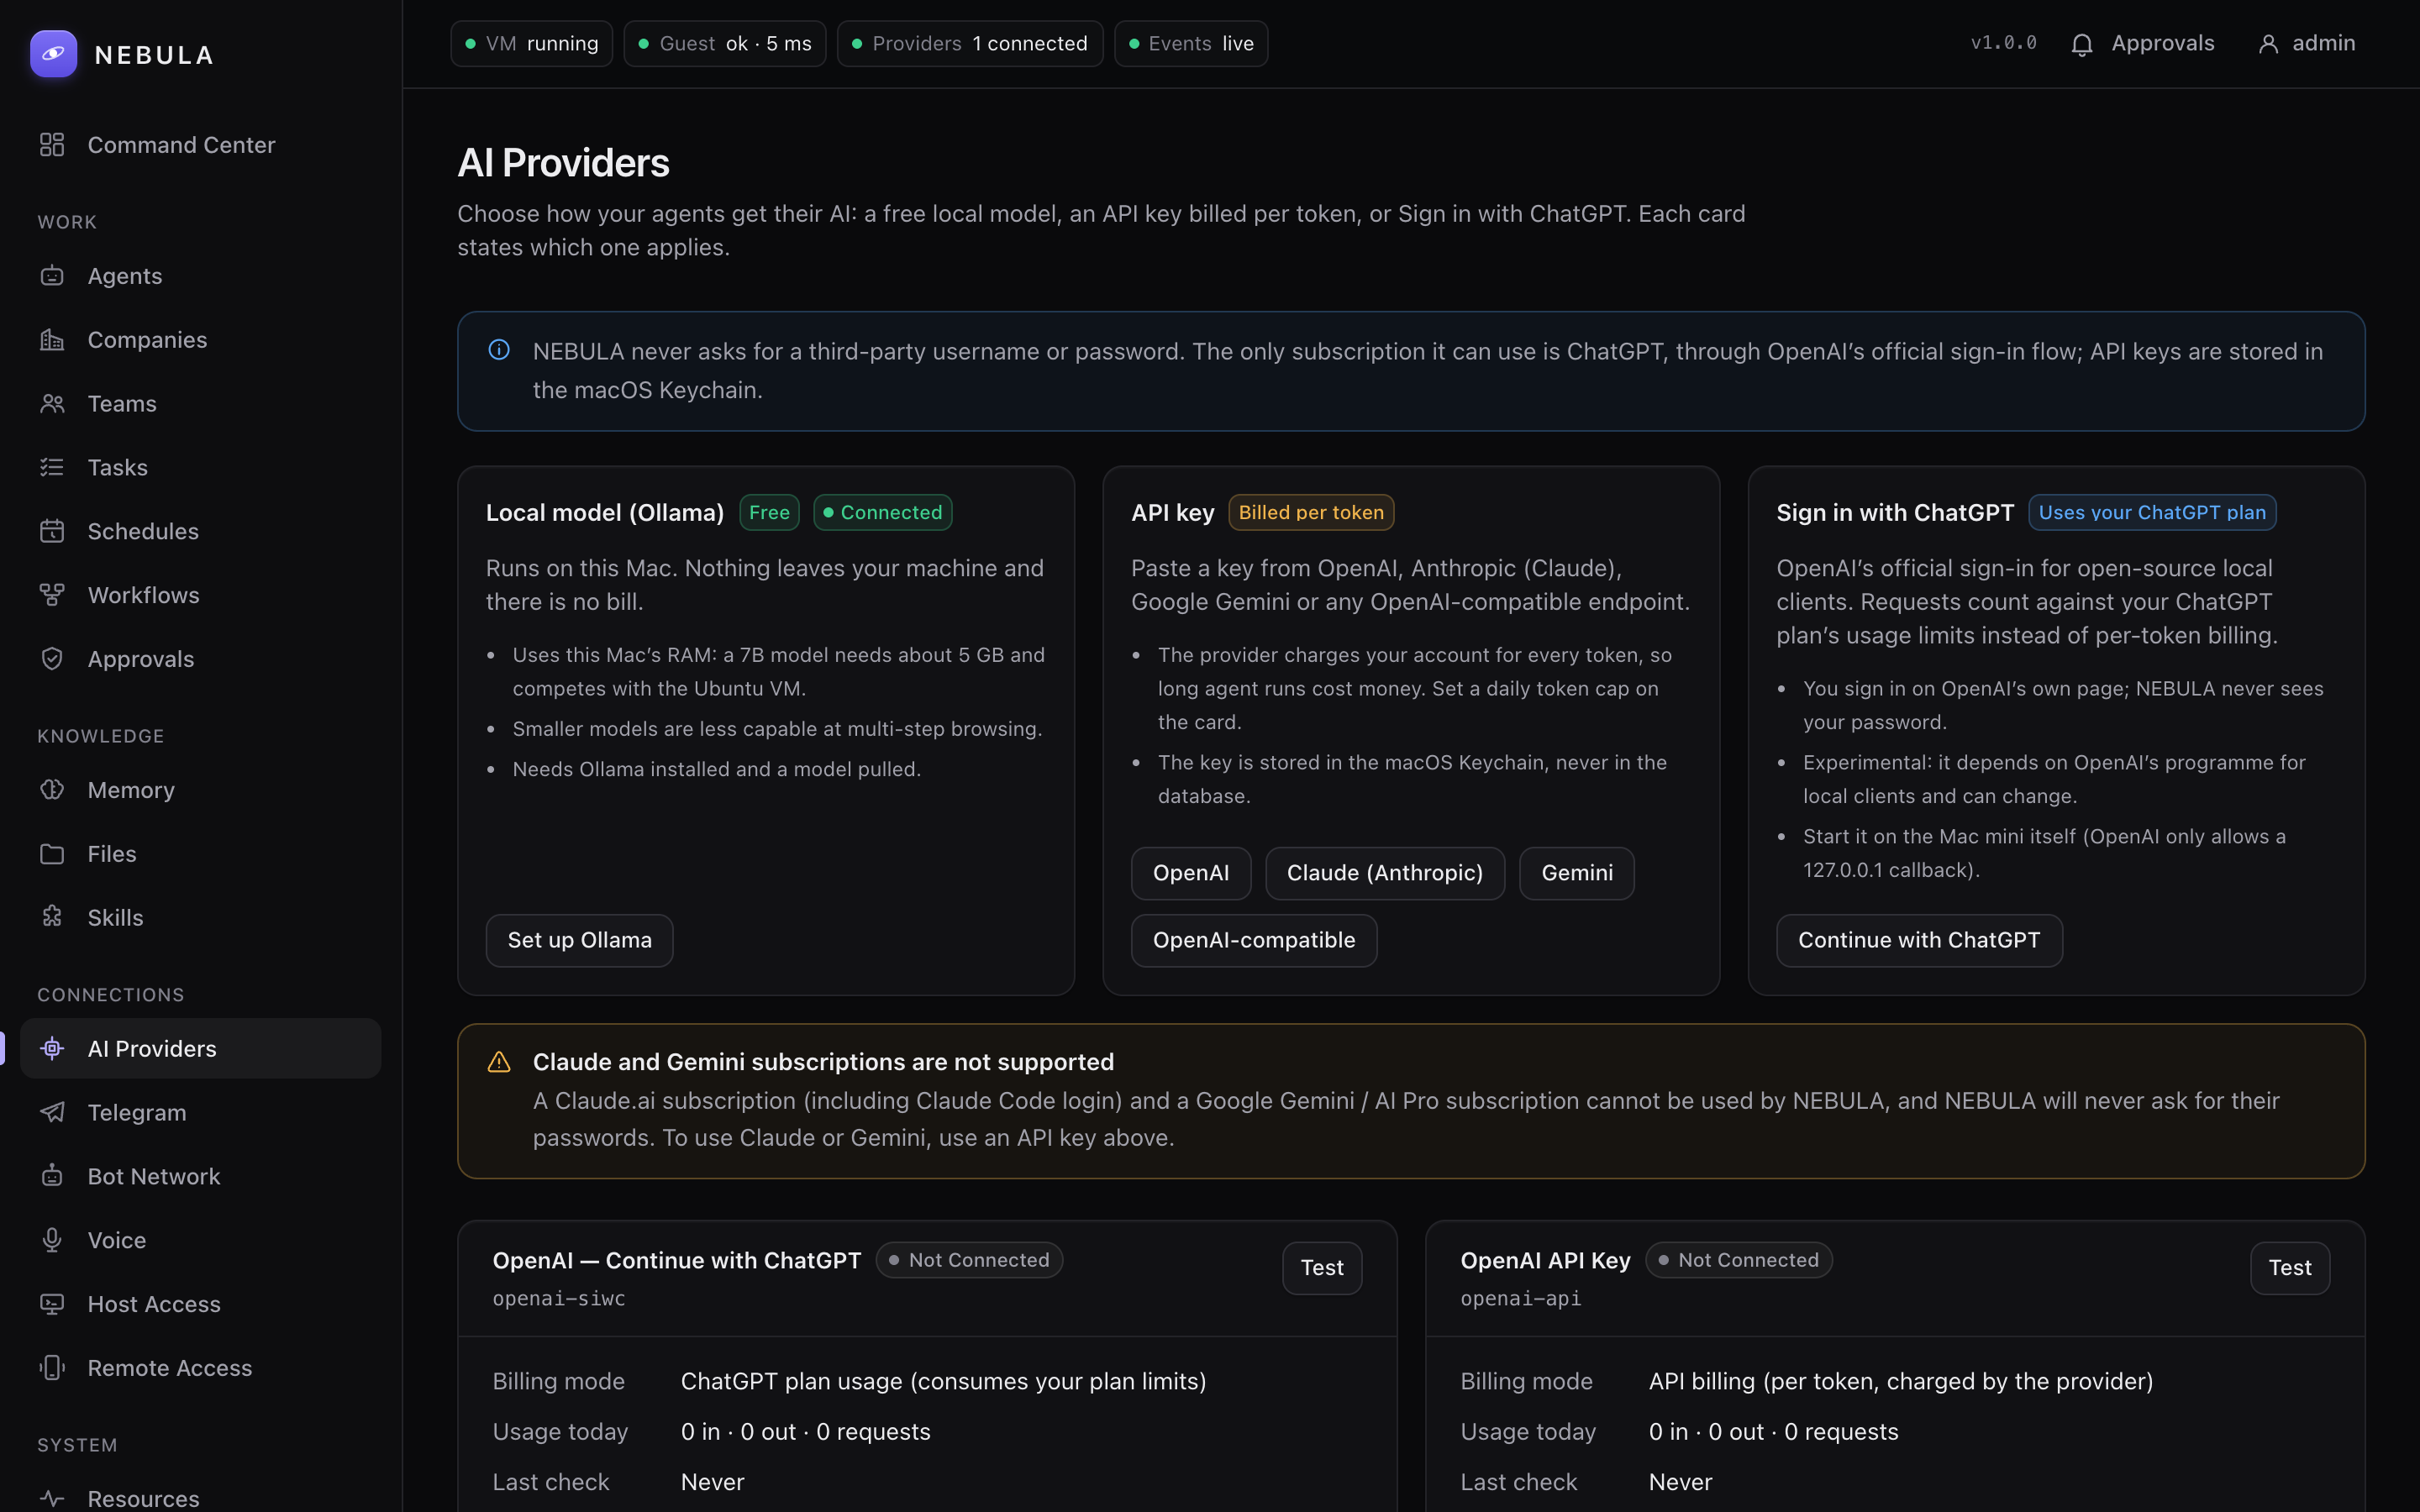 NEBULA
Command Center
WORK
Agents
Companies
Teams
Tasks
Schedules
Workflows
Approvals
KNOWLEDGE
Memory
Files
Skills
CONNECTIONS
AI Providers
Telegram
Bot Network
Voice
Host Access
Remote Access
SYSTEM
Resources
VM running
Guest ok · 5 ms
Providers 1 connected
Events live
v1.0.0
Approvals
admin
AI Providers
Choose how your agents get their AI: a free local model, an API key billed per token, or Sign in with ChatGPT. Each card
states which one applies.
NEBULA never asks for a third-party username or password. The only subscription it can use is ChatGPT, through OpenAI’s official sign-in flow; API keys are stored in
the macOS Keychain.
Local model (Ollama) Free Connected
Runs on this Mac. Nothing leaves your machine and
there is no bill.
• Uses this Mac’s RAM: a 7B model needs about 5 GB and
competes with the Ubuntu VM.
• Smaller models are less capable at multi-step browsing.
• Needs Ollama installed and a model pulled.
Set up Ollama
API key Billed per token
Paste a key from OpenAI, Anthropic (Claude),
Google Gemini or any OpenAI-compatible endpoint.
• The provider charges your account for every token, so
long agent runs cost money. Set a daily token cap on
the card.
• The key is stored in the macOS Keychain, never in the
database.
OpenAI Claude (Anthropic) Gemini
OpenAI-compatible
Sign in with ChatGPT Uses your ChatGPT plan
OpenAI’s official sign-in for open-source local
clients. Requests count against your ChatGPT
plan’s usage limits instead of per-token billing.
• You sign in on OpenAI’s own page; NEBULA never sees
your password.
• Experimental: it depends on OpenAI’s programme for
local clients and can change.
• Start it on the Mac mini itself (OpenAI only allows a
127.0.0.1 callback).
Continue with ChatGPT
Claude and Gemini subscriptions are not supported
A Claude.ai subscription (including Claude Code login) and a Google Gemini / AI Pro subscription cannot be used by NEBULA, and NEBULA will never ask for their
passwords. To use Claude or Gemini, use an API key above.
OpenAI — Continue with ChatGPT Not Connected Test
openai-siwc
Billing mode ChatGPT plan usage (consumes your plan limits)
Usage today 0 in · 0 out · 0 requests
Last check Never
OpenAI API Key Not Connected Test
openai-api
Billing mode API billing (per token, charged by the provider)
Usage today 0 in · 0 out · 0 requests
Last check Never